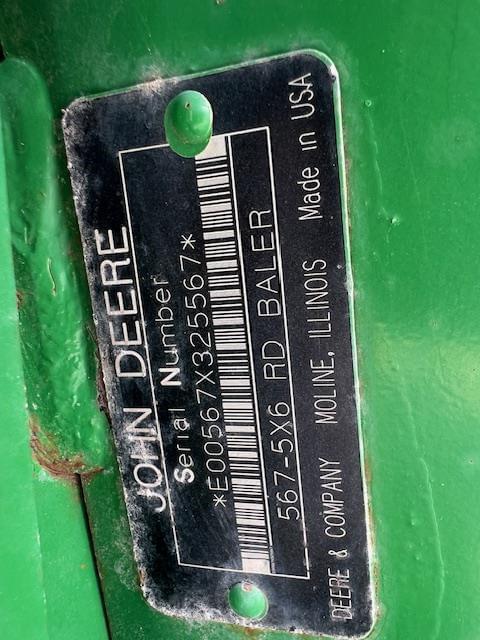 JOHN DEERE
Serial Number
*E00567X325567*
567-5X6 RD BALER
DEERE & COMPANY MOLINE, ILLINOIS Made in USA